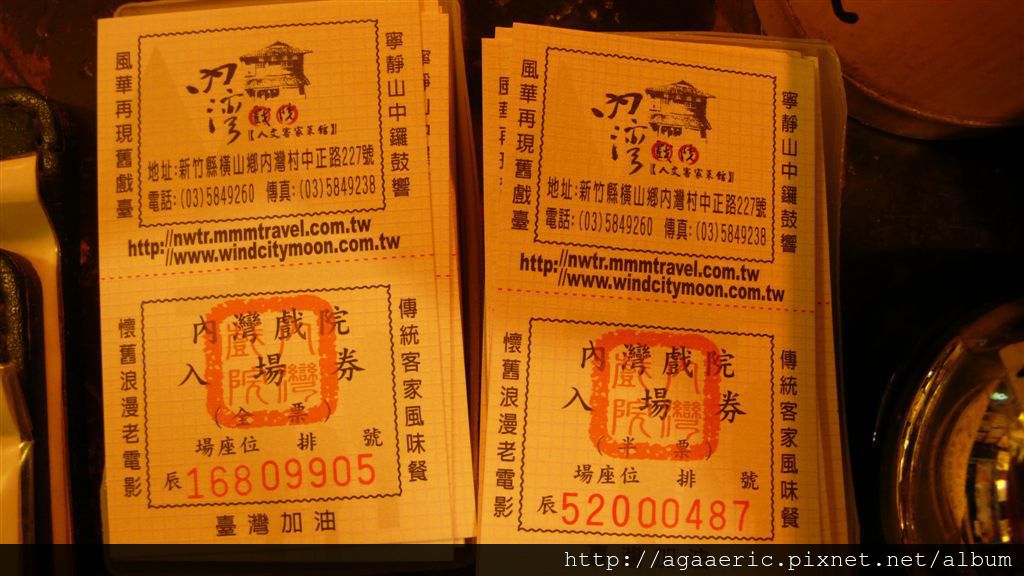 風華再現舊戲臺
寧靜山中鑼鼓響
內灣
戲院
【人文客家菜館】
地址:新竹縣橫山鄉內灣村中正路227號
電話:(03)5849260 傳真:(03)5849238
http://nwtr.mmmtravel.com.tw
http://www.windcitymoon.com.tw
懷舊浪漫老電影
傳統客家風味餐
內灣戲院
入場券
(全票)
場座位 排 號
辰16809905
臺灣加油
內灣戲院
風華再現舊戲臺
寧靜山中鑼鼓響
內灣
戲院
【人文客家菜館】
地址:新竹縣橫山鄉內灣村中正路227號
電話:(03)5849260 傳真:(03)5849238
http://nwtr.mmmtravel.com.tw
//www.windcitymoon.com.tw
懷舊浪漫老電影
傳統客家風味餐
內灣戲院
入場券
(半票)
場座位 排 號
辰52000487
內灣戲院
http://agaaeric.pixnet.net/album